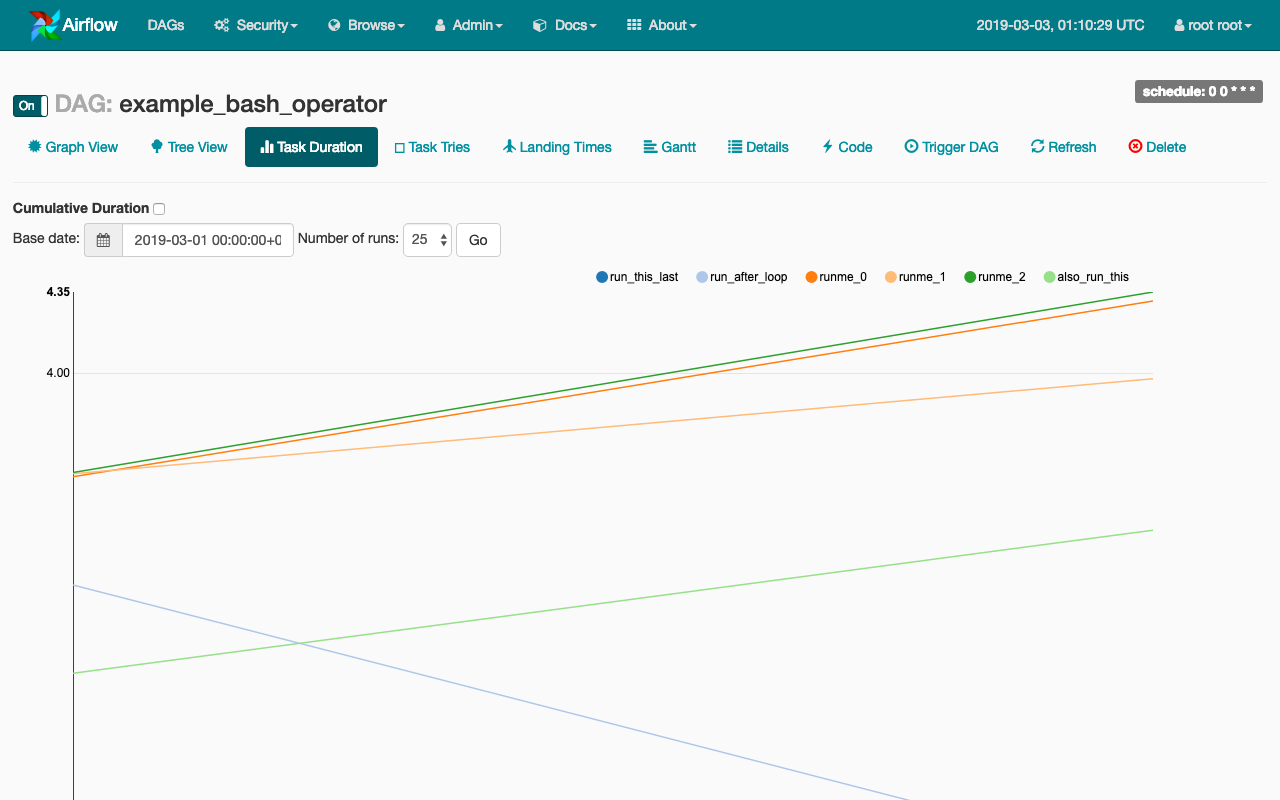 Airflow DAGs Security Browse Admin Docs About 2019-03-03, 01:10:29 UTC root root
schedule: 0 0 * * *
On DAG: example_bash_operator
Graph View Tree View Task Duration Task Tries Landing Times Gantt Details Code Trigger DAG Refresh Delete
Cumulative Duration
Base date: 2019-03-01 00:00:00+0 Number of runs: 25 Go
run_this_last run_after_loop runme_0 runme_1 runme_2 also_run_this
4.35
4.00